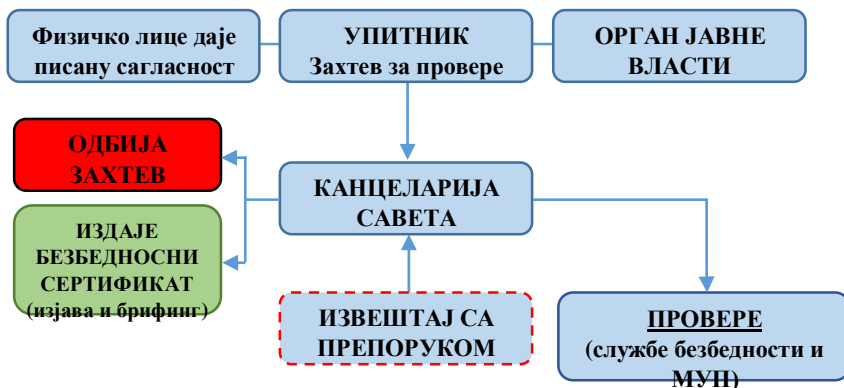 Физичко лице даје
писану сагласност
УПИТНИК
Захтев за провере
ОРГАН ЈАВНЕ
ВЛАСТИ
ОДБИЈА
ЗАХТЕВ
КАНЦЕЛАРИЈА
САВЕТА
ИЗДАЈЕ
БЕЗБЕДНОСНИ
СЕРТИФИКАТ
(изјава и брифинг)
ИЗВЕШТАЈ СА
ПРЕПОРУКОМ
ПРОВЕРЕ
(службе безбедности и
МУП)